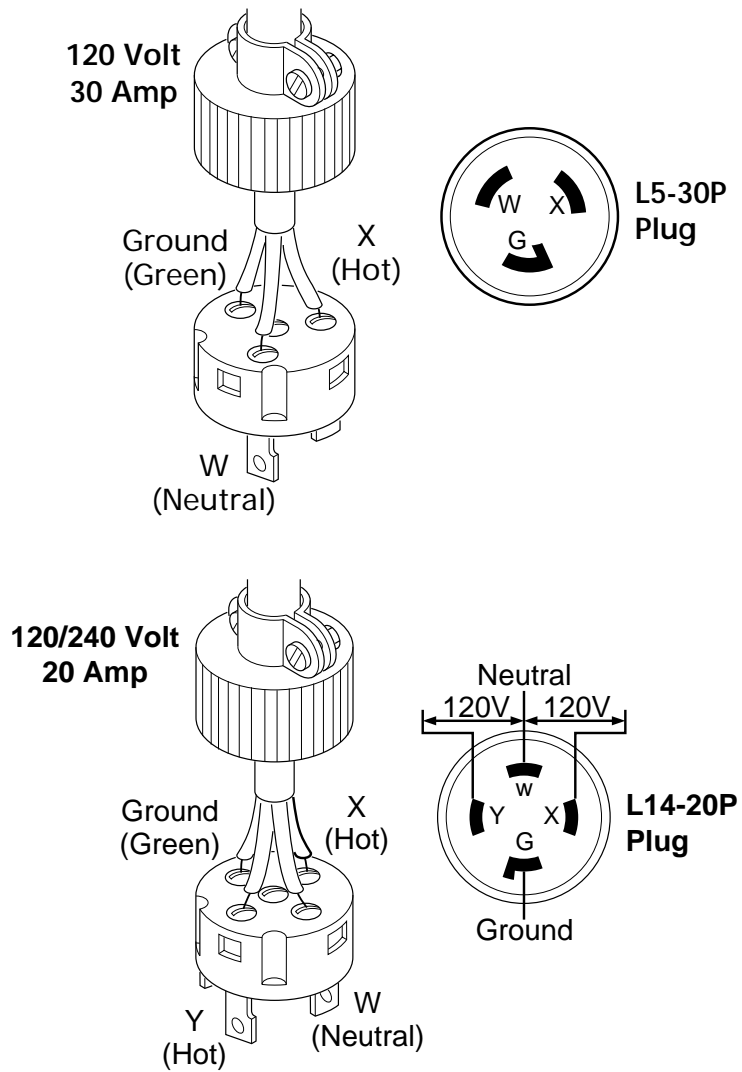 120 Volt
30 Amp
Ground
(Green)
X
(Hot)
W
(Neutral)
W
X
G
L5-30P
Plug
120/240 Volt
20 Amp
Ground
(Green)
X
(Hot)
Y
(Hot)
W
(Neutral)
Neutral
120V 120V
w
Y
X
G
Ground
L14-20P
Plug